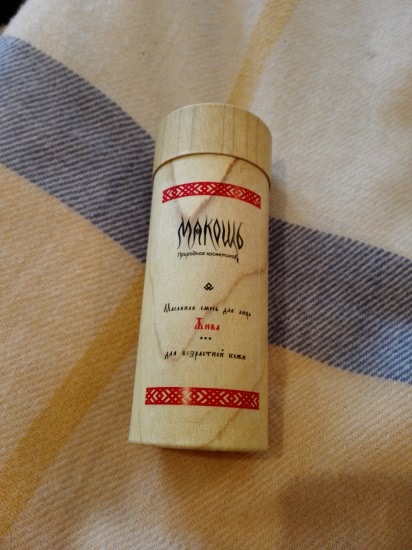 МАКОШЬ
Природная косметика
Масляная смесь для лица
Жива
для возрастной кожи